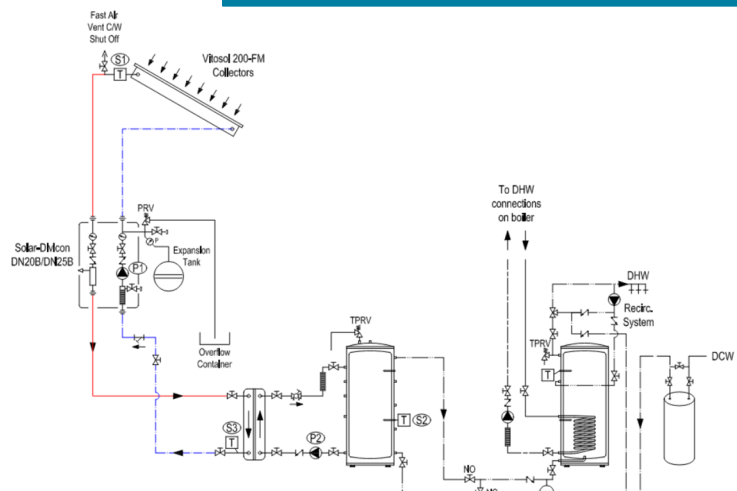 Fast Air
Vent C/W
Shut Off
S1
T
Vitosol 200-FM
Collectors
To DHW
connections
on boiler
PRV
P
Solar-Divicon
DN20B/DN25B
P1
Expansion
Tank
DHW
Recirc.
System
TPRV
TPRV
Overflow
Container
DCW
T
T
S2
S3
T
P2
NO